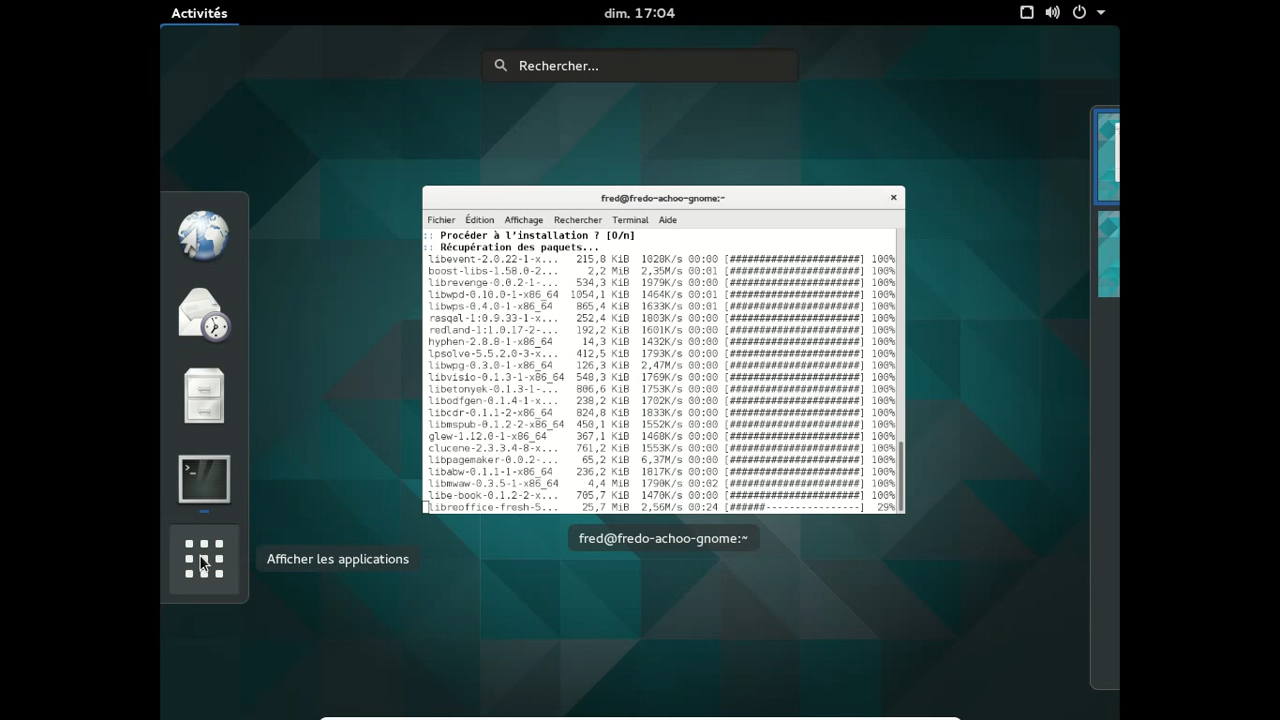 Activités
dim. 17:04
Rechercher...
fred@fredo-achoo-gnome:~
Fichier Édition Affichage Rechercher Terminal Aide
:: Procéder à l'installation ? [O/n]
:: Récupération des paquets...
libevent-2.0.22-1-x... 215,8 KiB 1028K/s 00:00 [######################] 100%
boost-libs-1.58.0-2... 2,2 MiB 2,35M/s 00:01 [######################] 100%
librevenge-0.0.2-1-... 534,3 KiB 1979K/s 00:00 [######################] 100%
libwpd-0.10.0-1-x86_64 1054,1 KiB 1464K/s 00:01 [######################] 100%
libwps-0.4.0-1-x86_64 865,4 KiB 1633K/s 00:01 [######################] 100%
rasqal-1:0.9.33-1-x... 252,4 KiB 1803K/s 00:00 [######################] 100%
redland-1:1.0.17-2-... 192,2 KiB 1601K/s 00:00 [######################] 100%
hyphen-2.8.8-1-x86_64 14,3 KiB 1432K/s 00:00 [######################] 100%
lpsolve-5.5.2.0-3-x... 412,5 KiB 1793K/s 00:00 [######################] 100%
libwpg-0.3.0-1-x86_64 126,3 KiB 2,47M/s 00:00 [######################] 100%
libvisio-0.1.3-1-x86_64 548,3 KiB 1769K/s 00:00 [######################] 100%
libetonyek-0.1.3-1-... 806,6 KiB 1753K/s 00:00 [######################] 100%
libodfgen-0.1.4-1-x... 238,2 KiB 1702K/s 00:00 [######################] 100%
libcdr-0.1.1-2-x86_64 824,8 KiB 1833K/s 00:00 [######################] 100%
libmspub-0.1.2-2-x86_64 450,1 KiB 1552K/s 00:00 [######################] 100%
glew-1.12.0-1-x86_64 367,1 KiB 1468K/s 00:00 [######################] 100%
clucene-2.3.3.4-8-x... 761,2 KiB 1553K/s 00:00 [######################] 100%
libpagemaker-0.0.2-... 65,2 KiB 6,37M/s 00:00 [######################] 100%
libabw-0.1.1-1-x86_64 236,2 KiB 1817K/s 00:00 [######################] 100%
libmwaw-0.3.5-1-x86_64 4,4 MiB 1790K/s 00:02 [######################] 100%
libe-book-0.1.2-2-x... 705,7 KiB 1470K/s 00:00 [######################] 100%
libreoffice-fresh-5... 25,7 MiB 2,56M/s 00:24 [######----------------] 29%
fred@fredo-achoo-gnome:~
Afficher les applications